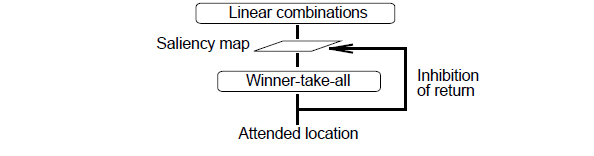 Linear combinations
Saliency map
Winner-take-all
Inhibition
of return
Attended location